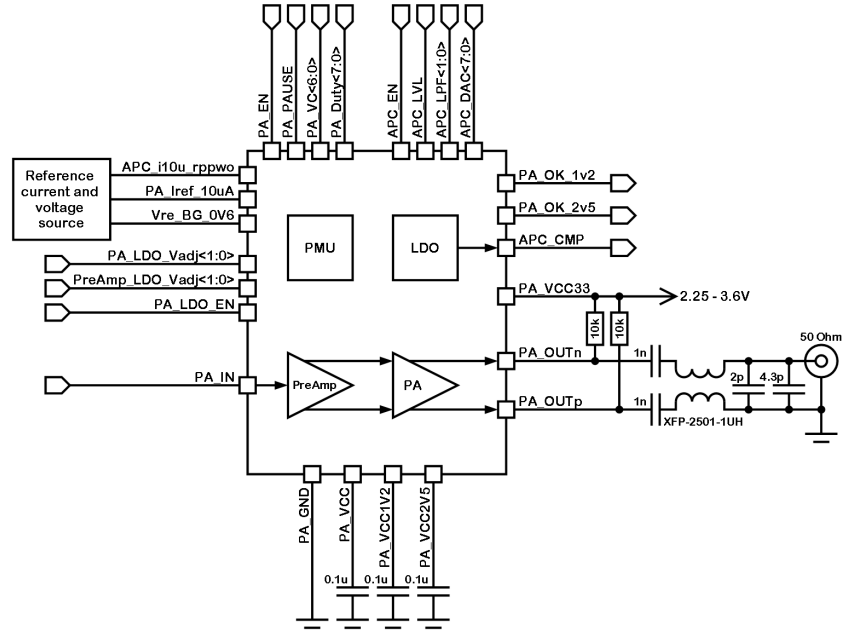 PA_EN
PA_PAUSE
PA_VC<6:0>
PA_Duty<7:0>
APC_EN
APC_LVL
APC_LPF<1:0>
APC_DAC<7:0>
Reference
current and
voltage
source
APC_i10u_rppwo
PA_Iref_10uA
Vre_BG_0V6
PA_LDO_Vadj<1:0>
PreAmp_LDO_Vadj<1:0>
PA_LDO_EN
PA_IN
PMU
LDO
PreAmp
PA
PA_OK_1v2
PA_OK_2v5
APC_CMP
PA_VCC33
2.25 - 3.6V
10k
10k
PA_OUTn
1n
50 Ohm
2p
4.3p
PA_OUTp
1n
XFP-2501-1UH
PA_GND
PA_VCC
PA_VCC1V2
PA_VCC2V5
0.1u
0.1u
0.1u